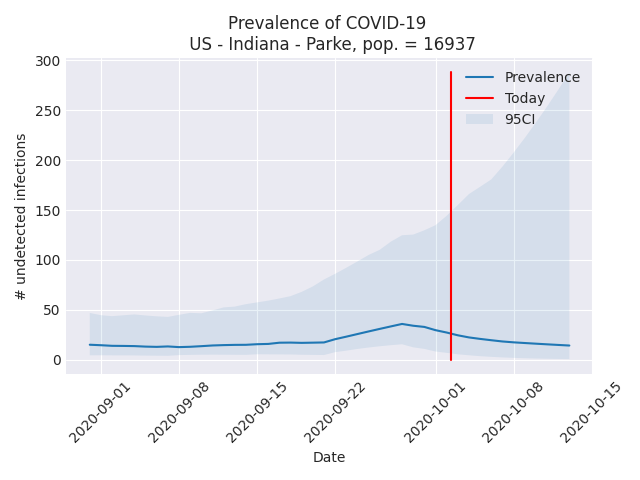 Prevalence of COVID-19
US - Indiana - Parke, pop. = 16937
300
250
200
150
100
50
0
# undetected infections
Prevalence
Today
95CI
2020-09-01
2020-09-08
2020-09-15
2020-09-22
2020-10-01
2020-10-08
2020-10-15
Date